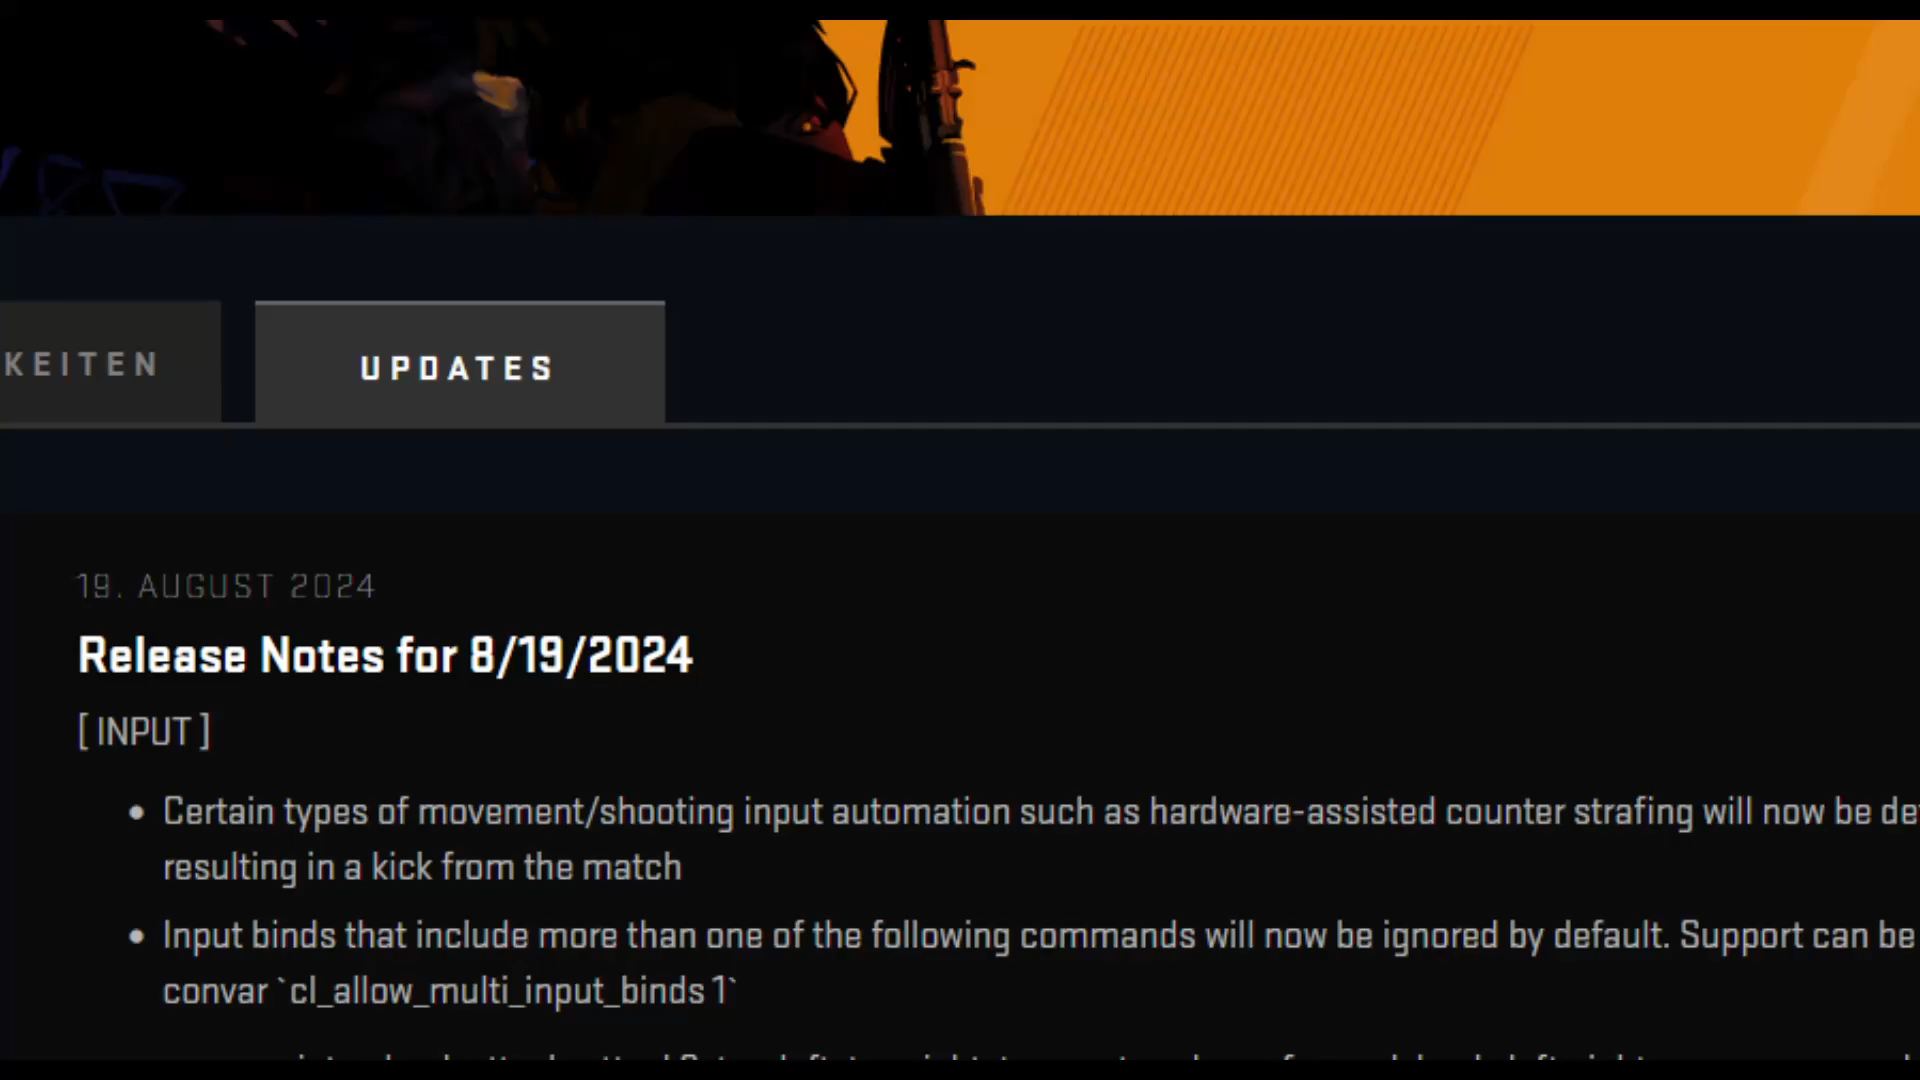 KEITEN
UPDATES
19. AUGUST 2024
Release Notes for 8/19/2024
[ INPUT ]
• Certain types of movement/shooting input automation such as hardware-assisted counter strafing will now be
resulting in a kick from the match
• Input binds that include more than one of the following commands will now be ignored by default. Support can be
convar `cl_allow_multi_input_binds 1`